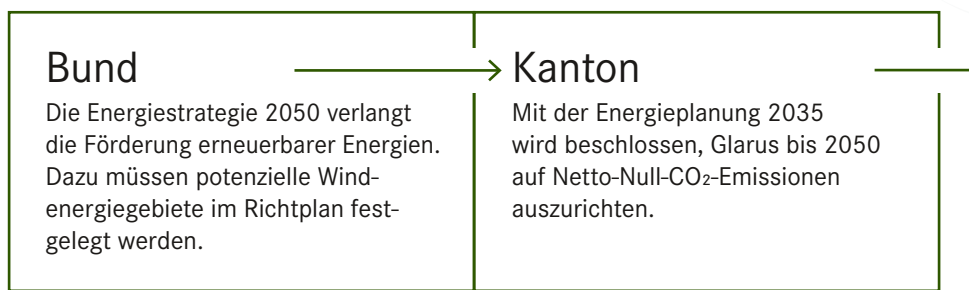 Bund
Die Energiestrategie 2050 verlangt
die Förderung erneuerbarer Energien.
Dazu müssen potenzielle Wind-
energiegebiete im Richtplan fest-
gelegt werden.
Kanton
Mit der Energieplanung 2035
wird beschlossen, Glarus bis 2050
auf Netto-Null-CO₂-Emissionen
auszurichten.